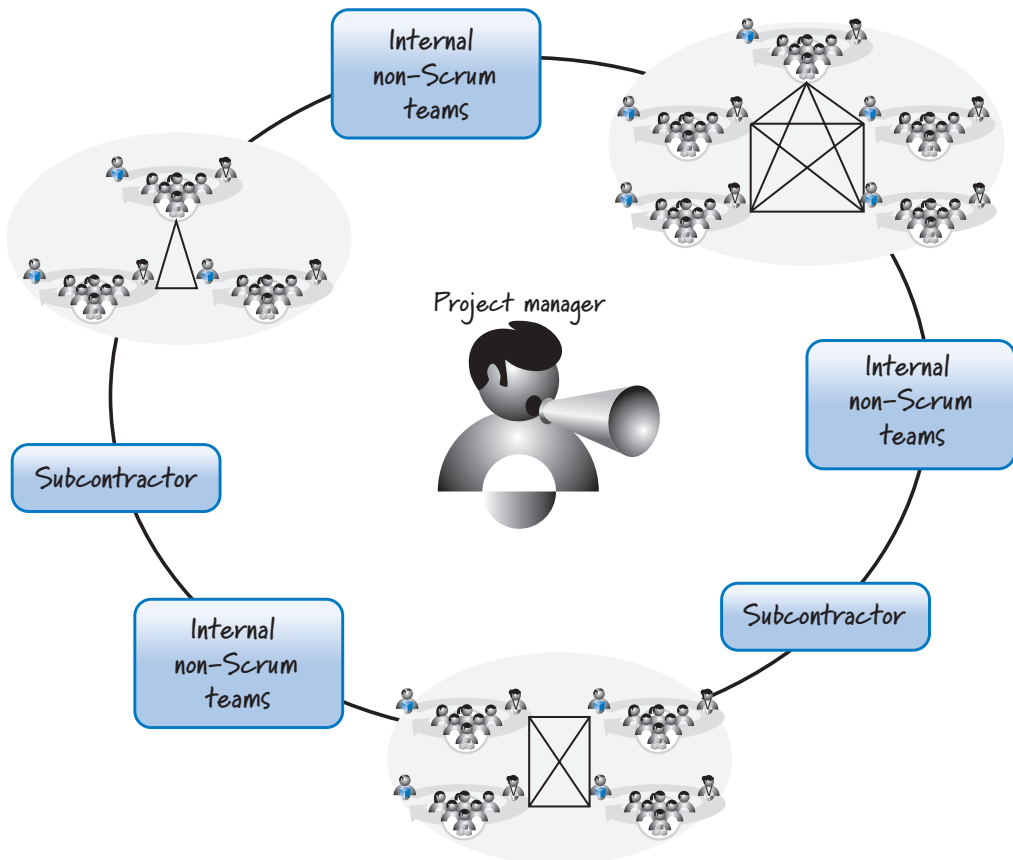 Internal
non-Scrum
teams
Project manager
Internal
non-Scrum
teams
Subcontractor
Subcontractor
Internal
non-Scrum
teams